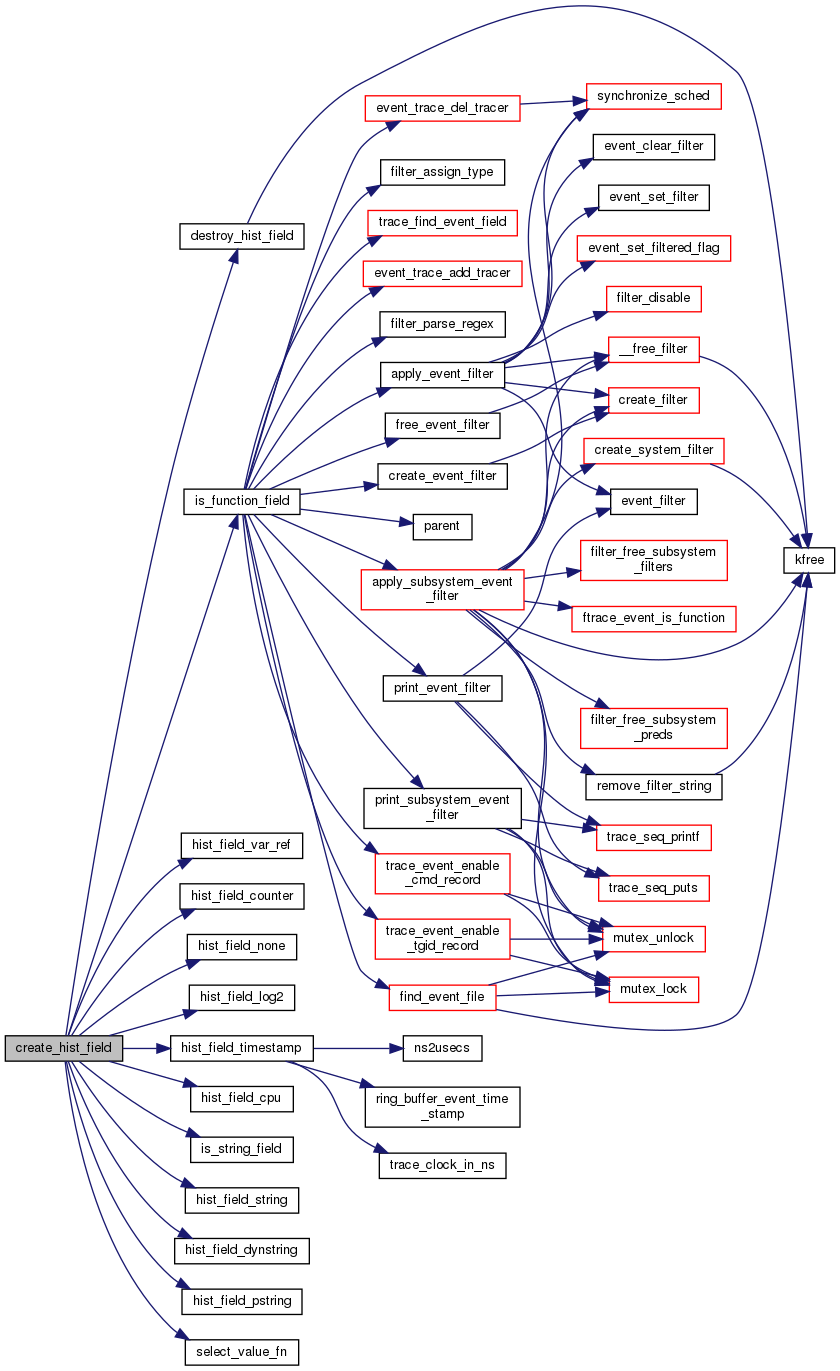 event_trace_del_tracer
synchronize_sched
event_clear_filter
filter_assign_type
event_set_filter
trace_find_event_field
destroy_hist_field
event_set_filtered_flag
event_trace_add_tracer
filter_disable
filter_parse_regex
__free_filter
apply_event_filter
create_filter
free_event_filter
create_system_filter
create_event_filter
is_function_field
event_filter
parent
filter_free_subsystem
_filters
kfree
apply_subsystem_event
_filter
ftrace_event_is_function
print_event_filter
filter_free_subsystem
_preds
remove_filter_string
print_subsystem_event
_filter
trace_seq_printf
hist_field_var_ref
trace_event_enable
_cmd_record
trace_seq_puts
hist_field_counter
trace_event_enable
_tgid_record
mutex_unlock
hist_field_none
mutex_lock
find_event_file
hist_field_log2
create_hist_field
hist_field_timestamp
ns2usecs
hist_field_cpu
ring_buffer_event_time
_stamp
is_string_field
trace_clock_in_ns
hist_field_string
hist_field_dynstring
hist_field_pstring
select_value_fn